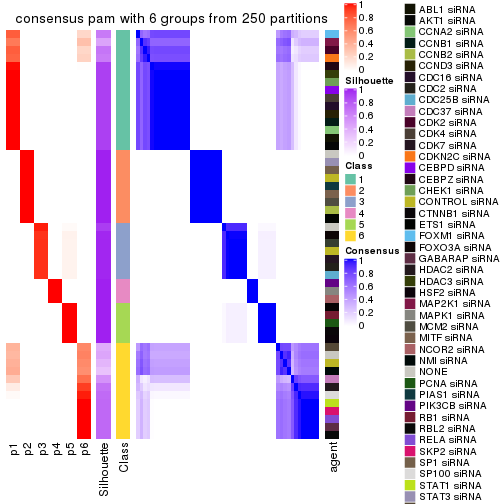 consensus pam with 6 groups from 250 partitions
1
0.8
0.6
0.4
0.2
0
Silhouette
1
0.8
0.6
0.4
0.2
0
Class
1
2
3
4
5
6
Consensus
1
0.8
0.6
0.4
0.2
0
p1
p2
p3
p4
p5
p6
Silhouette
Class
agent
ABL1 siRNA
AKT1 siRNA
CCNA2 siRNA
CCNB1 siRNA
CCNB2 siRNA
CCND3 siRNA
CDC16 siRNA
CDC2 siRNA
CDC25B siRNA
CDC37 siRNA
CDK2 siRNA
CDK4 siRNA
CDK7 siRNA
CDKN2C siRNA
CEBPD siRNA
CEBPZ siRNA
CHEK1 siRNA
CONTROL siRNA
CTNNB1 siRNA
ETS1 siRNA
FOXM1 siRNA
FOXO3A siRNA
GABARAP siRNA
HDAC2 siRNA
HDAC3 siRNA
HSF2 siRNA
MAP2K1 siRNA
MAPK1 siRNA
MCM2 siRNA
MITF siRNA
NCOR2 siRNA
NMI siRNA
NONE
PCNA siRNA
PIAS1 siRNA
PIK3CB siRNA
RB1 siRNA
RBL2 siRNA
RELA siRNA
SKP2 siRNA
SP1 siRNA
SP100 siRNA
STAT1 siRNA
STAT3 siRNA